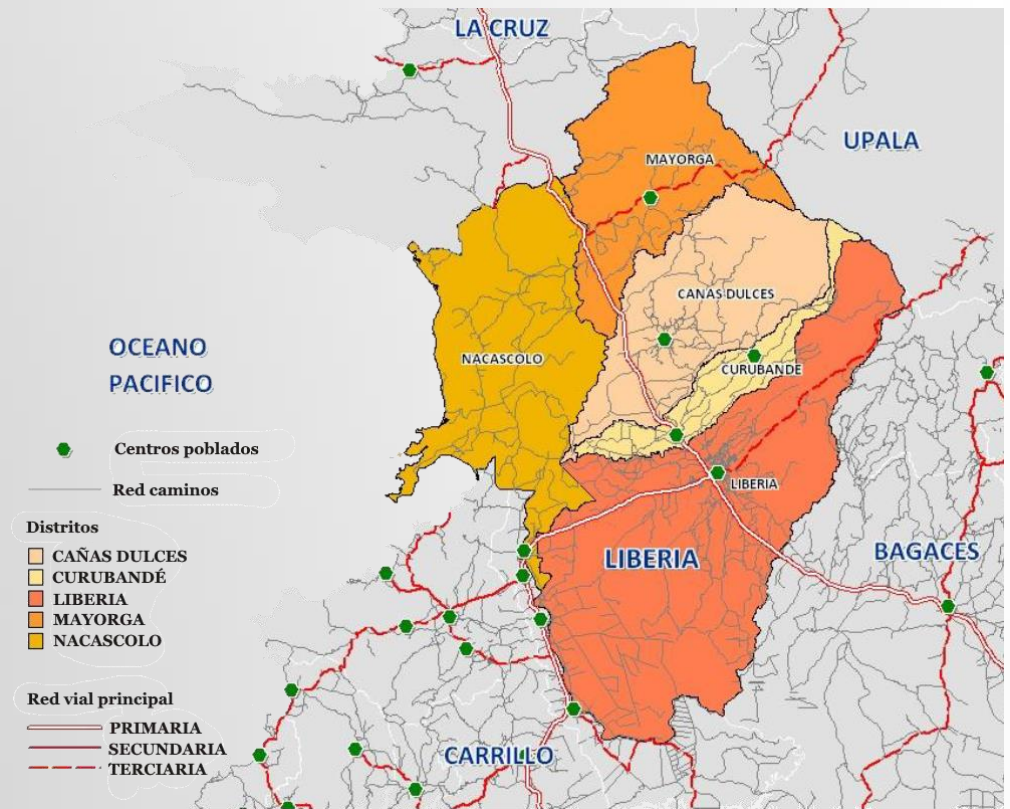 LA CRUZ
UPALA
MAYORGA
CANAS DULCES
OCEANO
PACIFICO
NACASCOLO
CURUBANDE
Centros poblados
Red caminos
LIBERIA
Distritos
CAÑAS DULCES
CURUBANDÉ
LIBERIA
MAYORGA
NACASCOLO
LIBERIA
BAGACES
Red vial principal
PRIMARIA
SECUNDARIA
TERCIARIA
CARRILLO